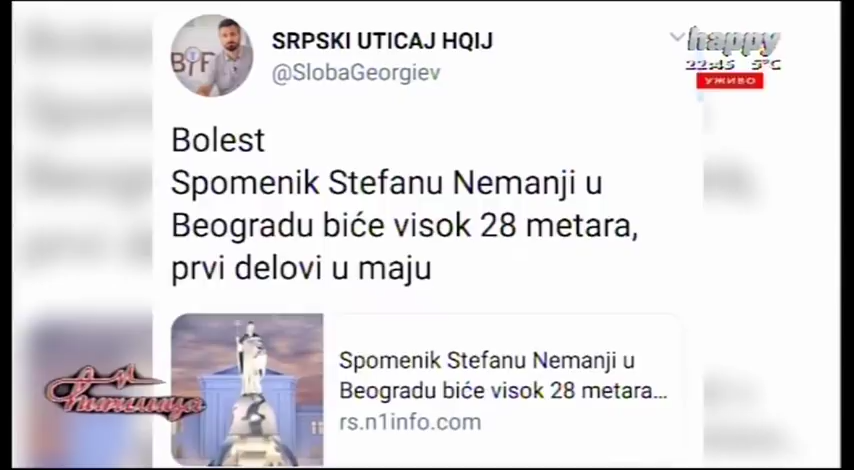 SRPSKI UTICAJ HQIJ
@SlobaGeorgiev
happy
22:45 5°C
УЖИВО
Bolest
Spomenik Stefanu Nemanji u
Beogradu biće visok 28 metara,
prvi delovi u maju
Spomenik Stefanu Nemanji u
Beogradu biće visok 28 metara...
rs.n1info.com
Ћирилица